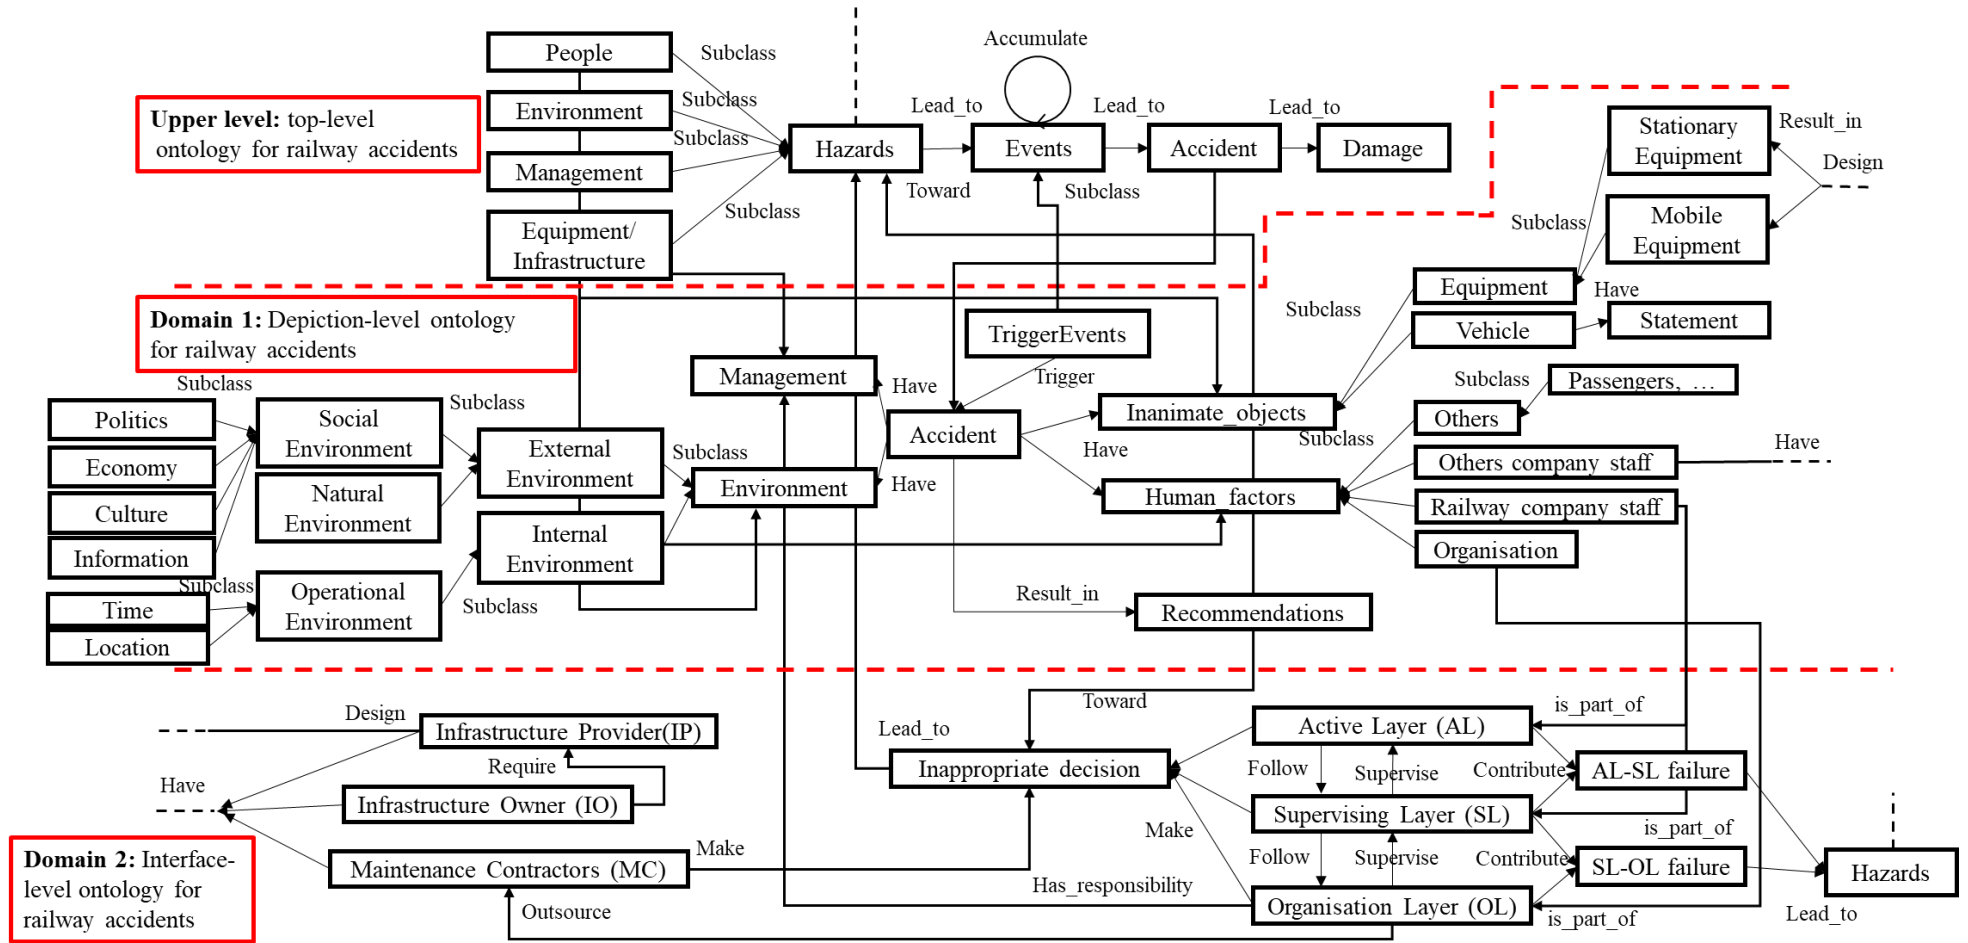 People
Subclass
Accumulate
Upper level: top-level
ontology for railway accidents
Environment
Subclass
Subclass
Lead_to
Lead_to
Lead_to
Hazards
Events
Accident
Damage
Stationary
Equipment
Result_in
Design
Management
Toward
Subclass
Subclass
Equipment/
Infrastructure
Mobile
Equipment
Subclass
Domain 1: Depiction-level ontology
for railway accidents
TriggerEvents
Equipment
Have
Subclass
Vehicle
Statement
Management
Have
Trigger
Subclass
Passengers, …
Subclass
Politics
Social
Environment
Subclass
Inanimate_objects
Others
Accident
Subclass
External
Environment
Subclass
Have
Economy
Others company staff
Have
Natural
Environment
Environment
Have
Human_factors
Culture
Railway company staff
Internal
Environment
Information
Organisation
Subclass
Operational
Environment
Subclass
Time
Location
Result_in
Recommendations
Toward
Design
Infrastructure Provider(IP)
Lead_to
Active Layer (AL)
is_part_of
Require
Have
Inappropriate decision
Follow
Supervise
Contribute
AL-SL failure
Infrastructure Owner (IO)
Supervising Layer (SL)
is_part_of
Make
Make
Domain 2: Interface-
level ontology for
railway accidents
Maintenance Contractors (MC)
Follow
Supervise
Contribute
SL-OL failure
Hazards
Has_responsibility
Outsource
Organisation Layer (OL)
is_part_of
Lead_to